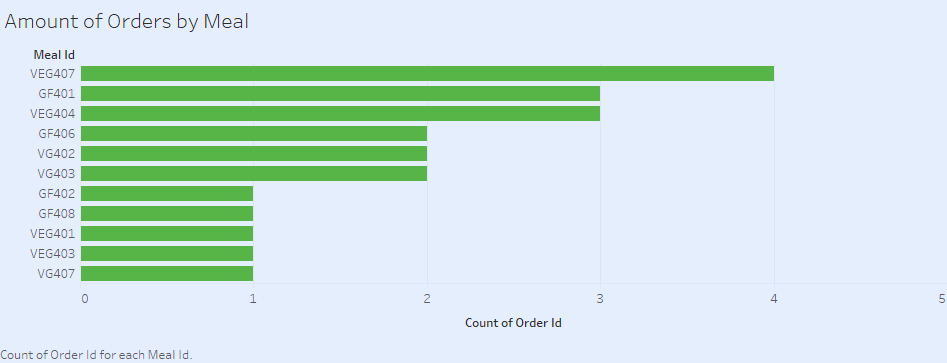 Amount of Orders by Meal
Meal Id
VEG407
GF401
VEG404
GF406
VG402
VG403
GF402
GF408
VEG401
VEG403
VG407
0 1 2 3 4 5
Count of Order Id
Count of Order Id for each Meal Id.